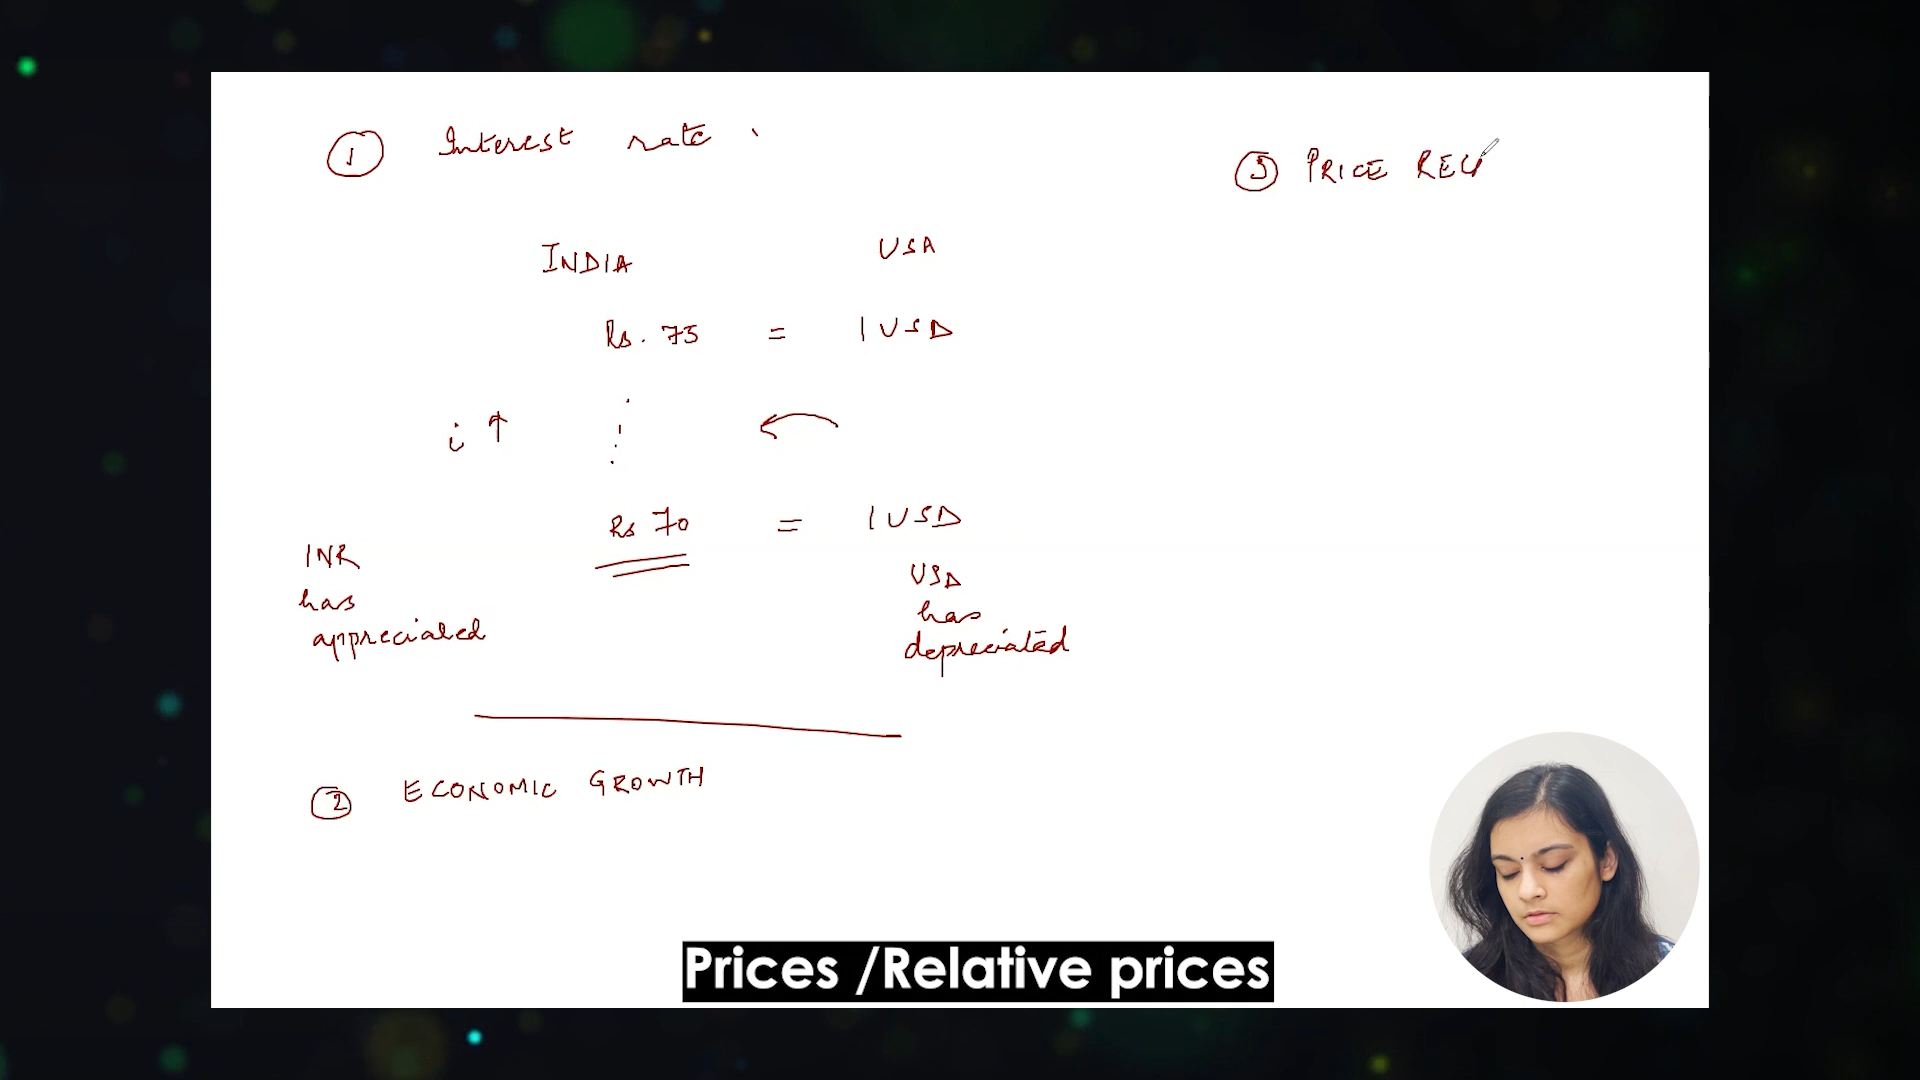 1 Interest rate :
3 PRICE REL
INDIA USA
Rs. 75 = 1 USD
i ↑
Rs 70 = 1 USD
INR
has
appreciated
USD
has
depreciated
2 ECONOMIC GROWTH
Prices /Relative prices